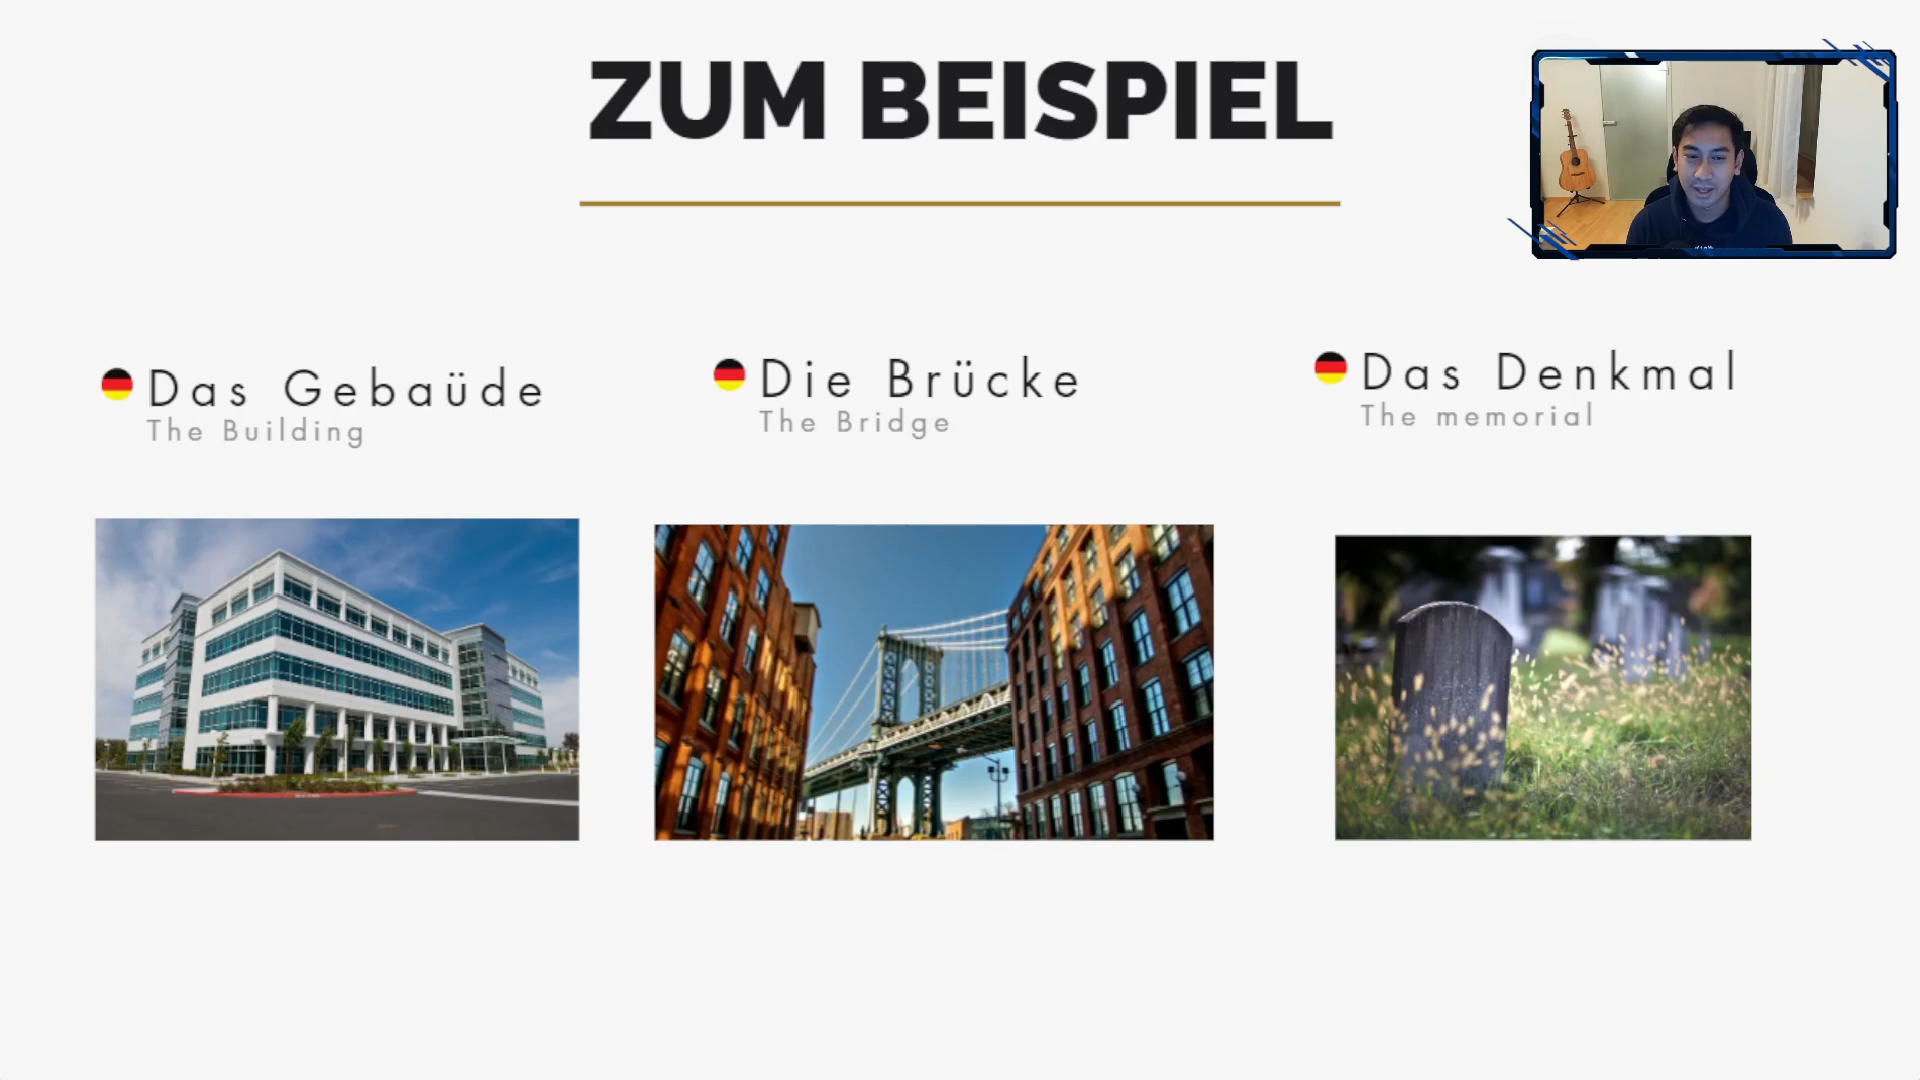 ZUM BEISPIEL
Das Gebaüde
The Building
Die Brücke
The Bridge
Das Denkmal
The memorial